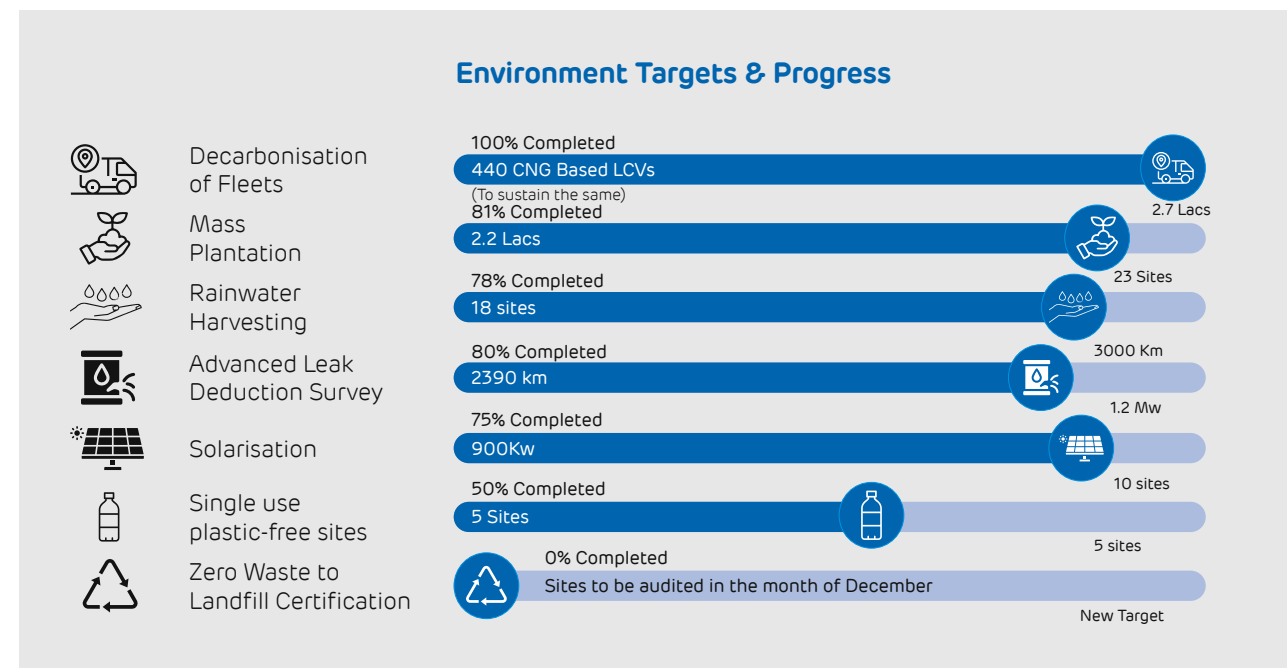 Environment Targets & Progress
Decarbonisation
of Fleets
100% Completed
440 CNG Based LCVs
(To sustain the same)
Mass
Plantation
81% Completed
2.2 Lacs
2.7 Lacs
Rainwater
Harvesting
78% Completed
18 sites
23 Sites
Advanced Leak
Deduction Survey
80% Completed
2390 km
3000 Km
Solarisation
75% Completed
900Kw
1.2 Mw
Single use
plastic-free sites
50% Completed
5 Sites
10 sites
Zero Waste to
Landfill Certification
0% Completed
Sites to be audited in the month of December
5 sites
New Target